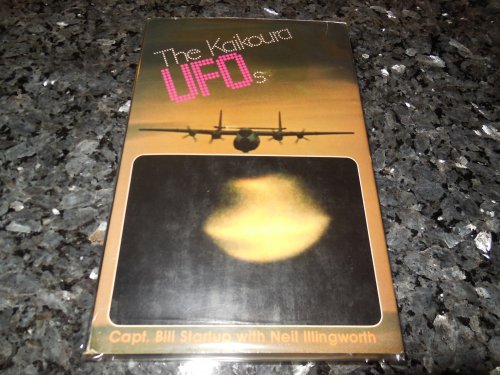 The Kaikoura
UFOs
Capt. Bill Startup with Neil Illingworth